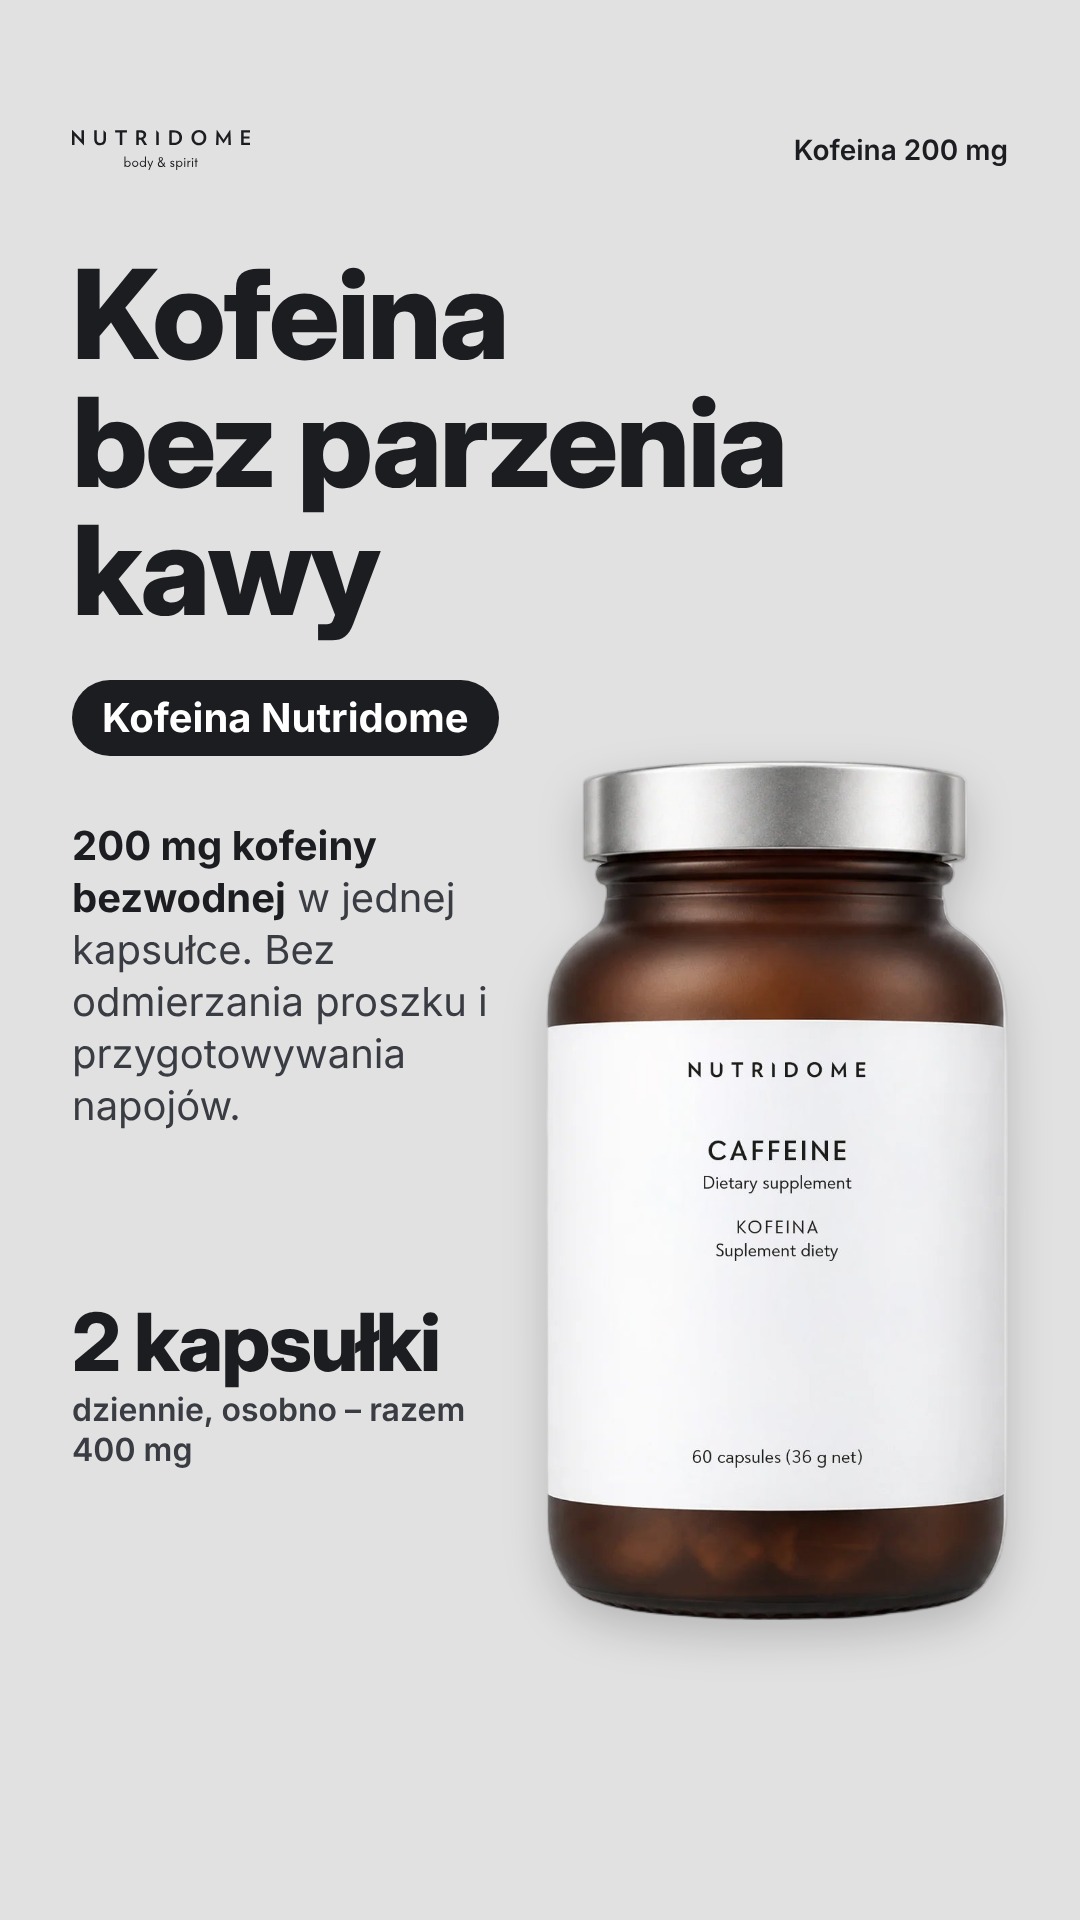 NUTRIDOME
body & spirit
Kofeina 200 mg
Kofeina
bez parzenia
kawy
Kofeina Nutridome
200 mg kofeiny
bezwodnej w jednej
kapsułce. Bez
odmierzania proszku i
przygotowywania
napojów.
2 kapsułki
dziennie, osobno – razem
400 mg
NUTRIDOME
CAFFEINE
Dietary supplement
KOFEINA
Suplement diety
60 capsules (36 g net)